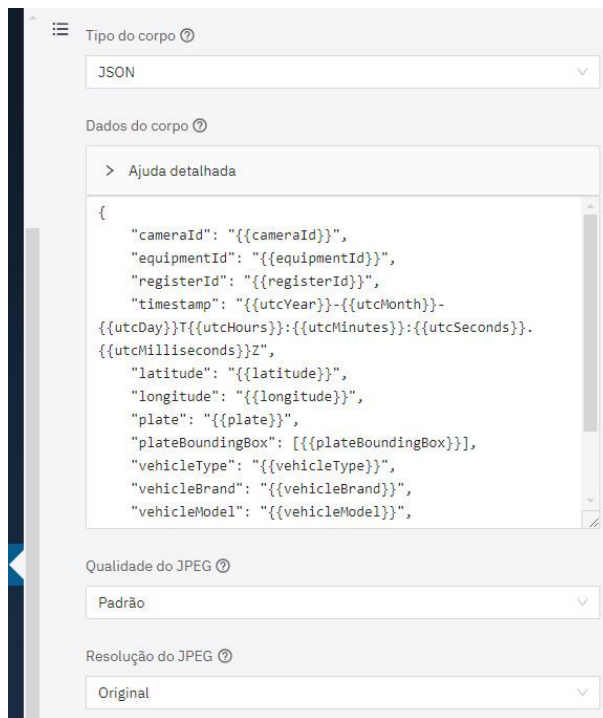 Tipo do corpo
JSON
Dados do corpo
> Ajuda detalhada
{
    "cameraId": "{{cameraId}}",
    "equipmentId": "{{equipmentId}}",
    "registerId": "{{registerId}}",
    "timestamp": "{{utcYear}}-{{utcMonth}}-
{{utcDay}}T{{utcHours}}:{{utcMinutes}}:{{utcSeconds}}.
{{utcMilliseconds}}Z",
    "latitude": "{{latitude}}",
    "longitude": "{{longitude}}",
    "plate": "{{plate}}",
    "plateBoundingBox": [{{plateBoundingBox}}],
    "vehicleType": "{{vehicleType}}",
    "vehicleBrand": "{{vehicleBrand}}",
    "vehicleModel": "{{vehicleModel}}",
Qualidade do JPEG
Padrão
Resolução do JPEG
Original